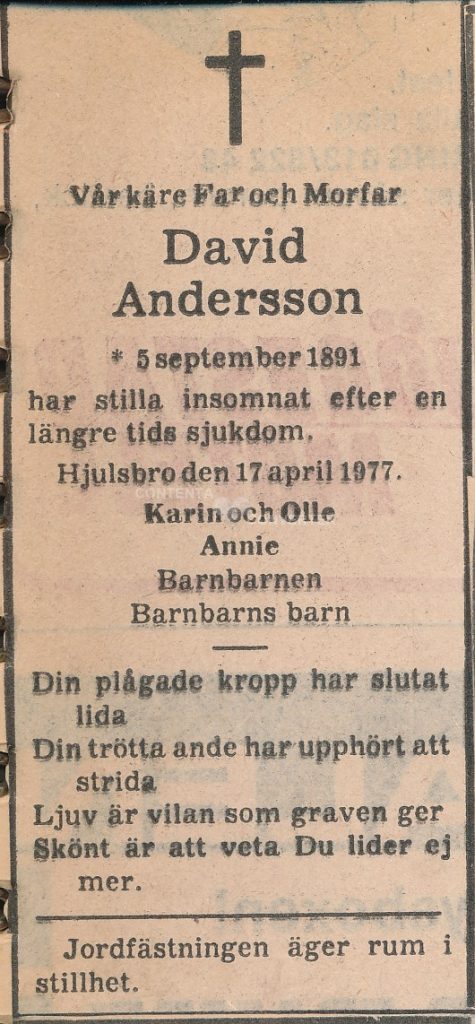 Vår käre Far och Morfar
David
Andersson
* 5 september 1891
har stilla insomnat efter en
längre tids sjukdom.
Hjulsbro den 17 april 1977.
CONTENTA
Karin och Olle
Annie
Barnbarnen
Barnbarns barn
Din plågade kropp har slutat
lida
Din trötta ande har upphört att
strida
Ljuv är vilan som graven ger
Skönt är att veta Du lider ej
mer.
Jordfästningen äger rum i
stillhet.